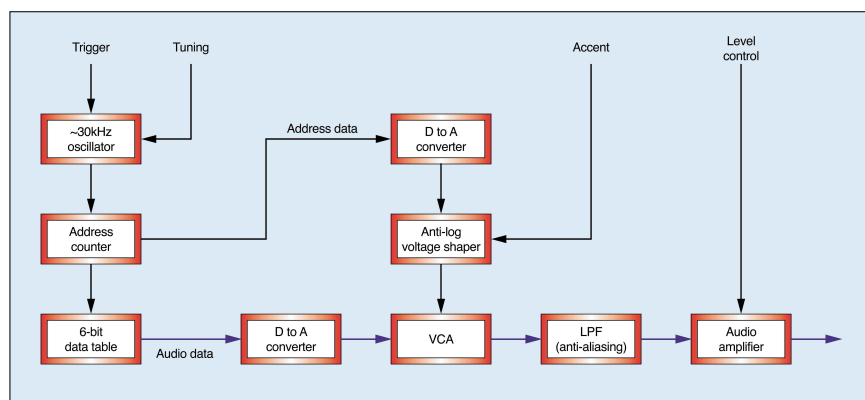 Trigger
Tuning
Accent
Level
control
~30kHz
oscillator
Address data
D to A
converter
Address
counter
Anti-log
voltage shaper
6-bit
data table
Audio data
D to A
converter
VCA
LPF
(anti-aliasing)
Audio
amplifier